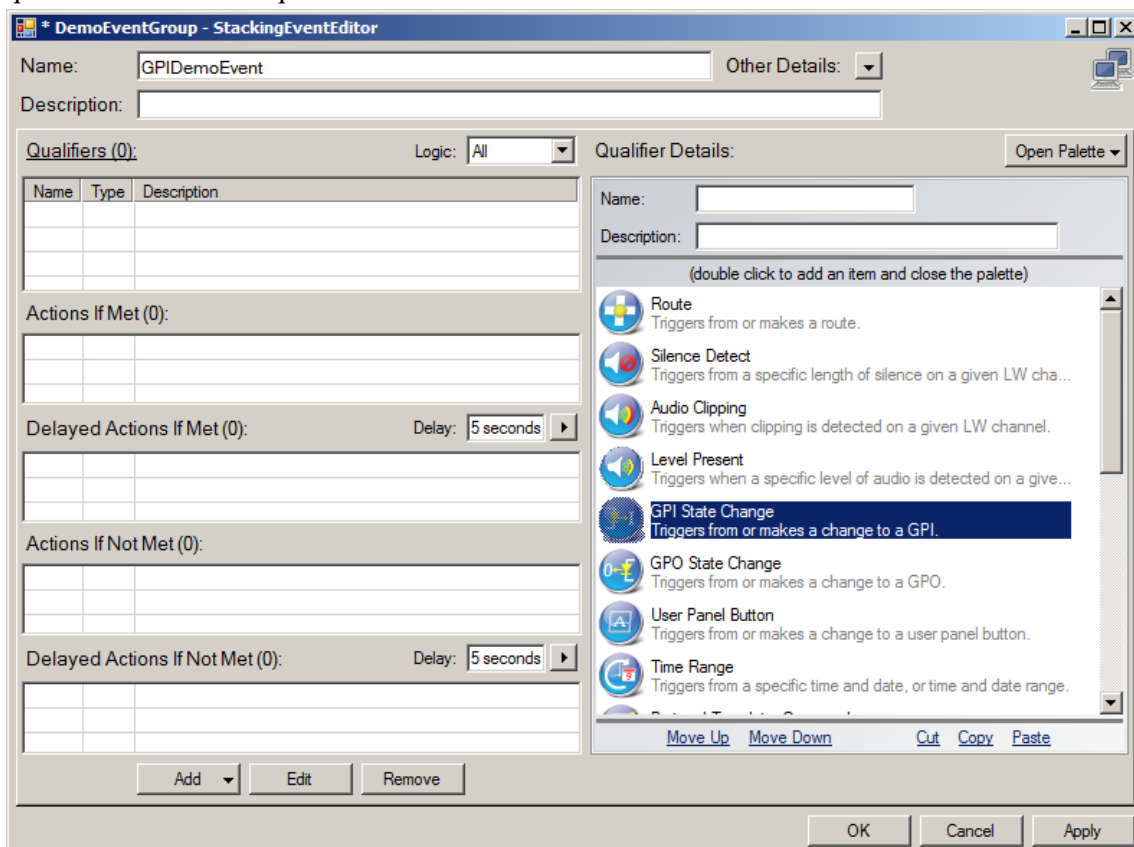 * DemoEventGroup - StackingEventEditor
Name: GPIDemoEvent Other Details:
Description:
Qualifiers (0): Logic: All
Name Type Description
Actions If Met (0):
Delayed Actions If Met (0): Delay: 5 seconds
Actions If Not Met (0):
Delayed Actions If Not Met (0): Delay: 5 seconds
Add Edit Remove
Qualifier Details: Open Palette
Name:
Description:
(double click to add an item and close the palette)
Route
Triggers from or makes a route.
Silence Detect
Triggers from a specific length of silence on a given LW cha...
Audio Clipping
Triggers when clipping is detected on a given LW channel.
Level Present
Triggers when a specific level of audio is detected on a give...
GPI State Change
Triggers from or makes a change to a GPI.
GPO State Change
Triggers from or makes a change to a GPO.
User Panel Button
Triggers from or makes a change to a user panel button.
Time Range
Triggers from a specific time and date, or time and date range.
Move Up Move Down Cut Copy Paste
OK Cancel Apply